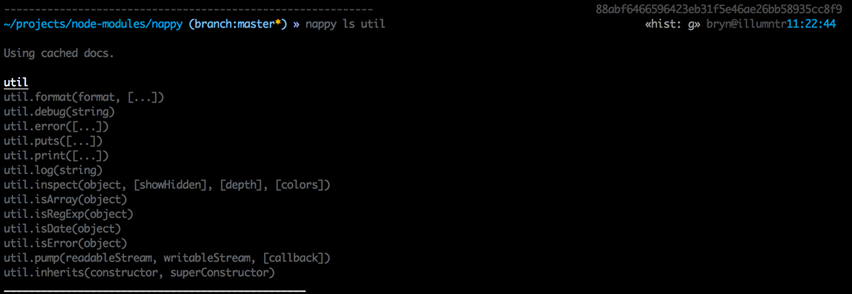 ------------------------------------------------------- 88abf6466596423eb31f5e46ae26bb58935cc8f9
~/projects/node-modules/nappy (branch:master*) » nappy ls util «hist: g» bryn@illumntr11:22:44
Using cached docs.
util
util.format(format, [...])
util.debug(string)
util.error([...])
util.puts([...])
util.print([...])
util.log(string)
util.inspect(object, [showHidden], [depth], [colors])
util.isArray(object)
util.isRegExp(object)
util.isDate(object)
util.isError(object)
util.pump(readableStream, writableStream, [callback])
util.inherits(constructor, superConstructor)